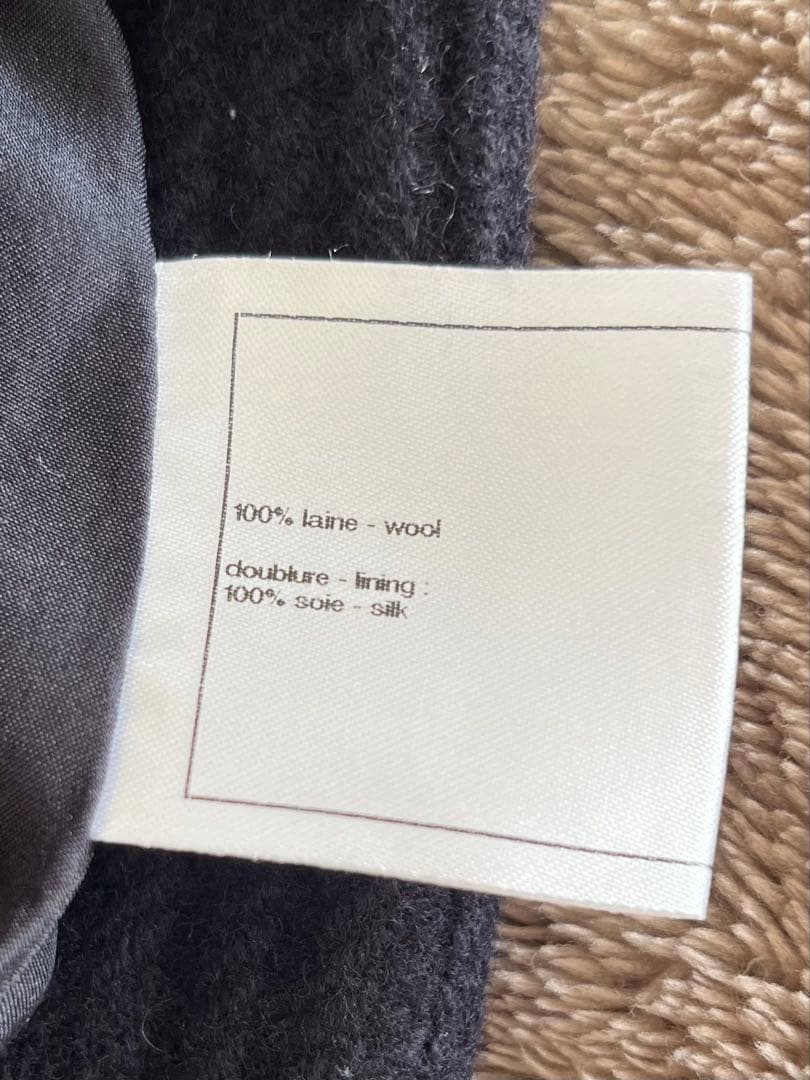 100% laine - wool
doublure - lining :
100% soie - silk